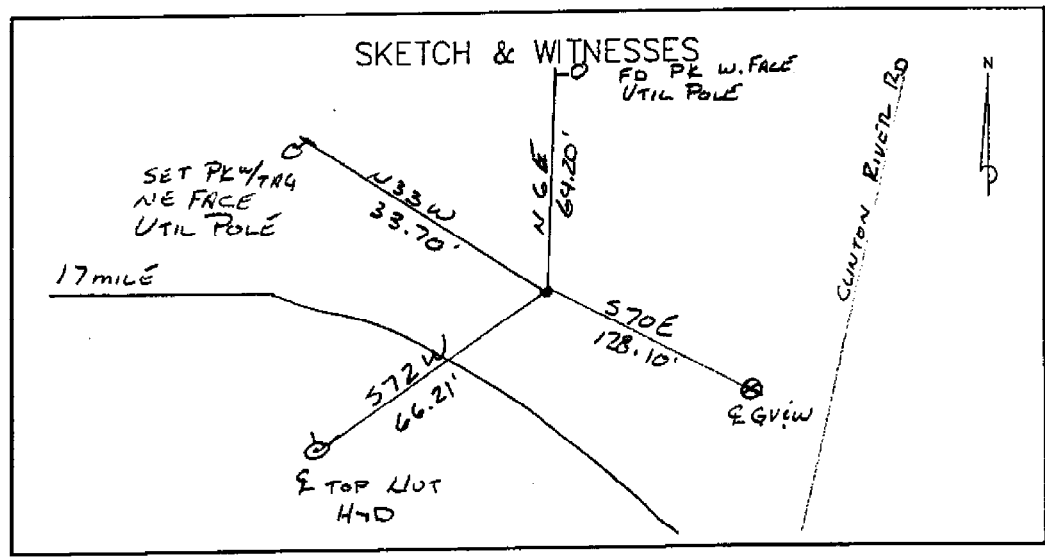 SKETCH & WITNESSES
N
FD PK W. FACE
UTIL POLE
SET PK W/TAG
NE FACE
UTIL POLE
N33W
33.70'
N 6 E
64.20'
CLINTON RIVER RD
17 MILE
S70E
128.10'
S72W
66.21'
℄ GV&W
℄ TOP NUT
HYD